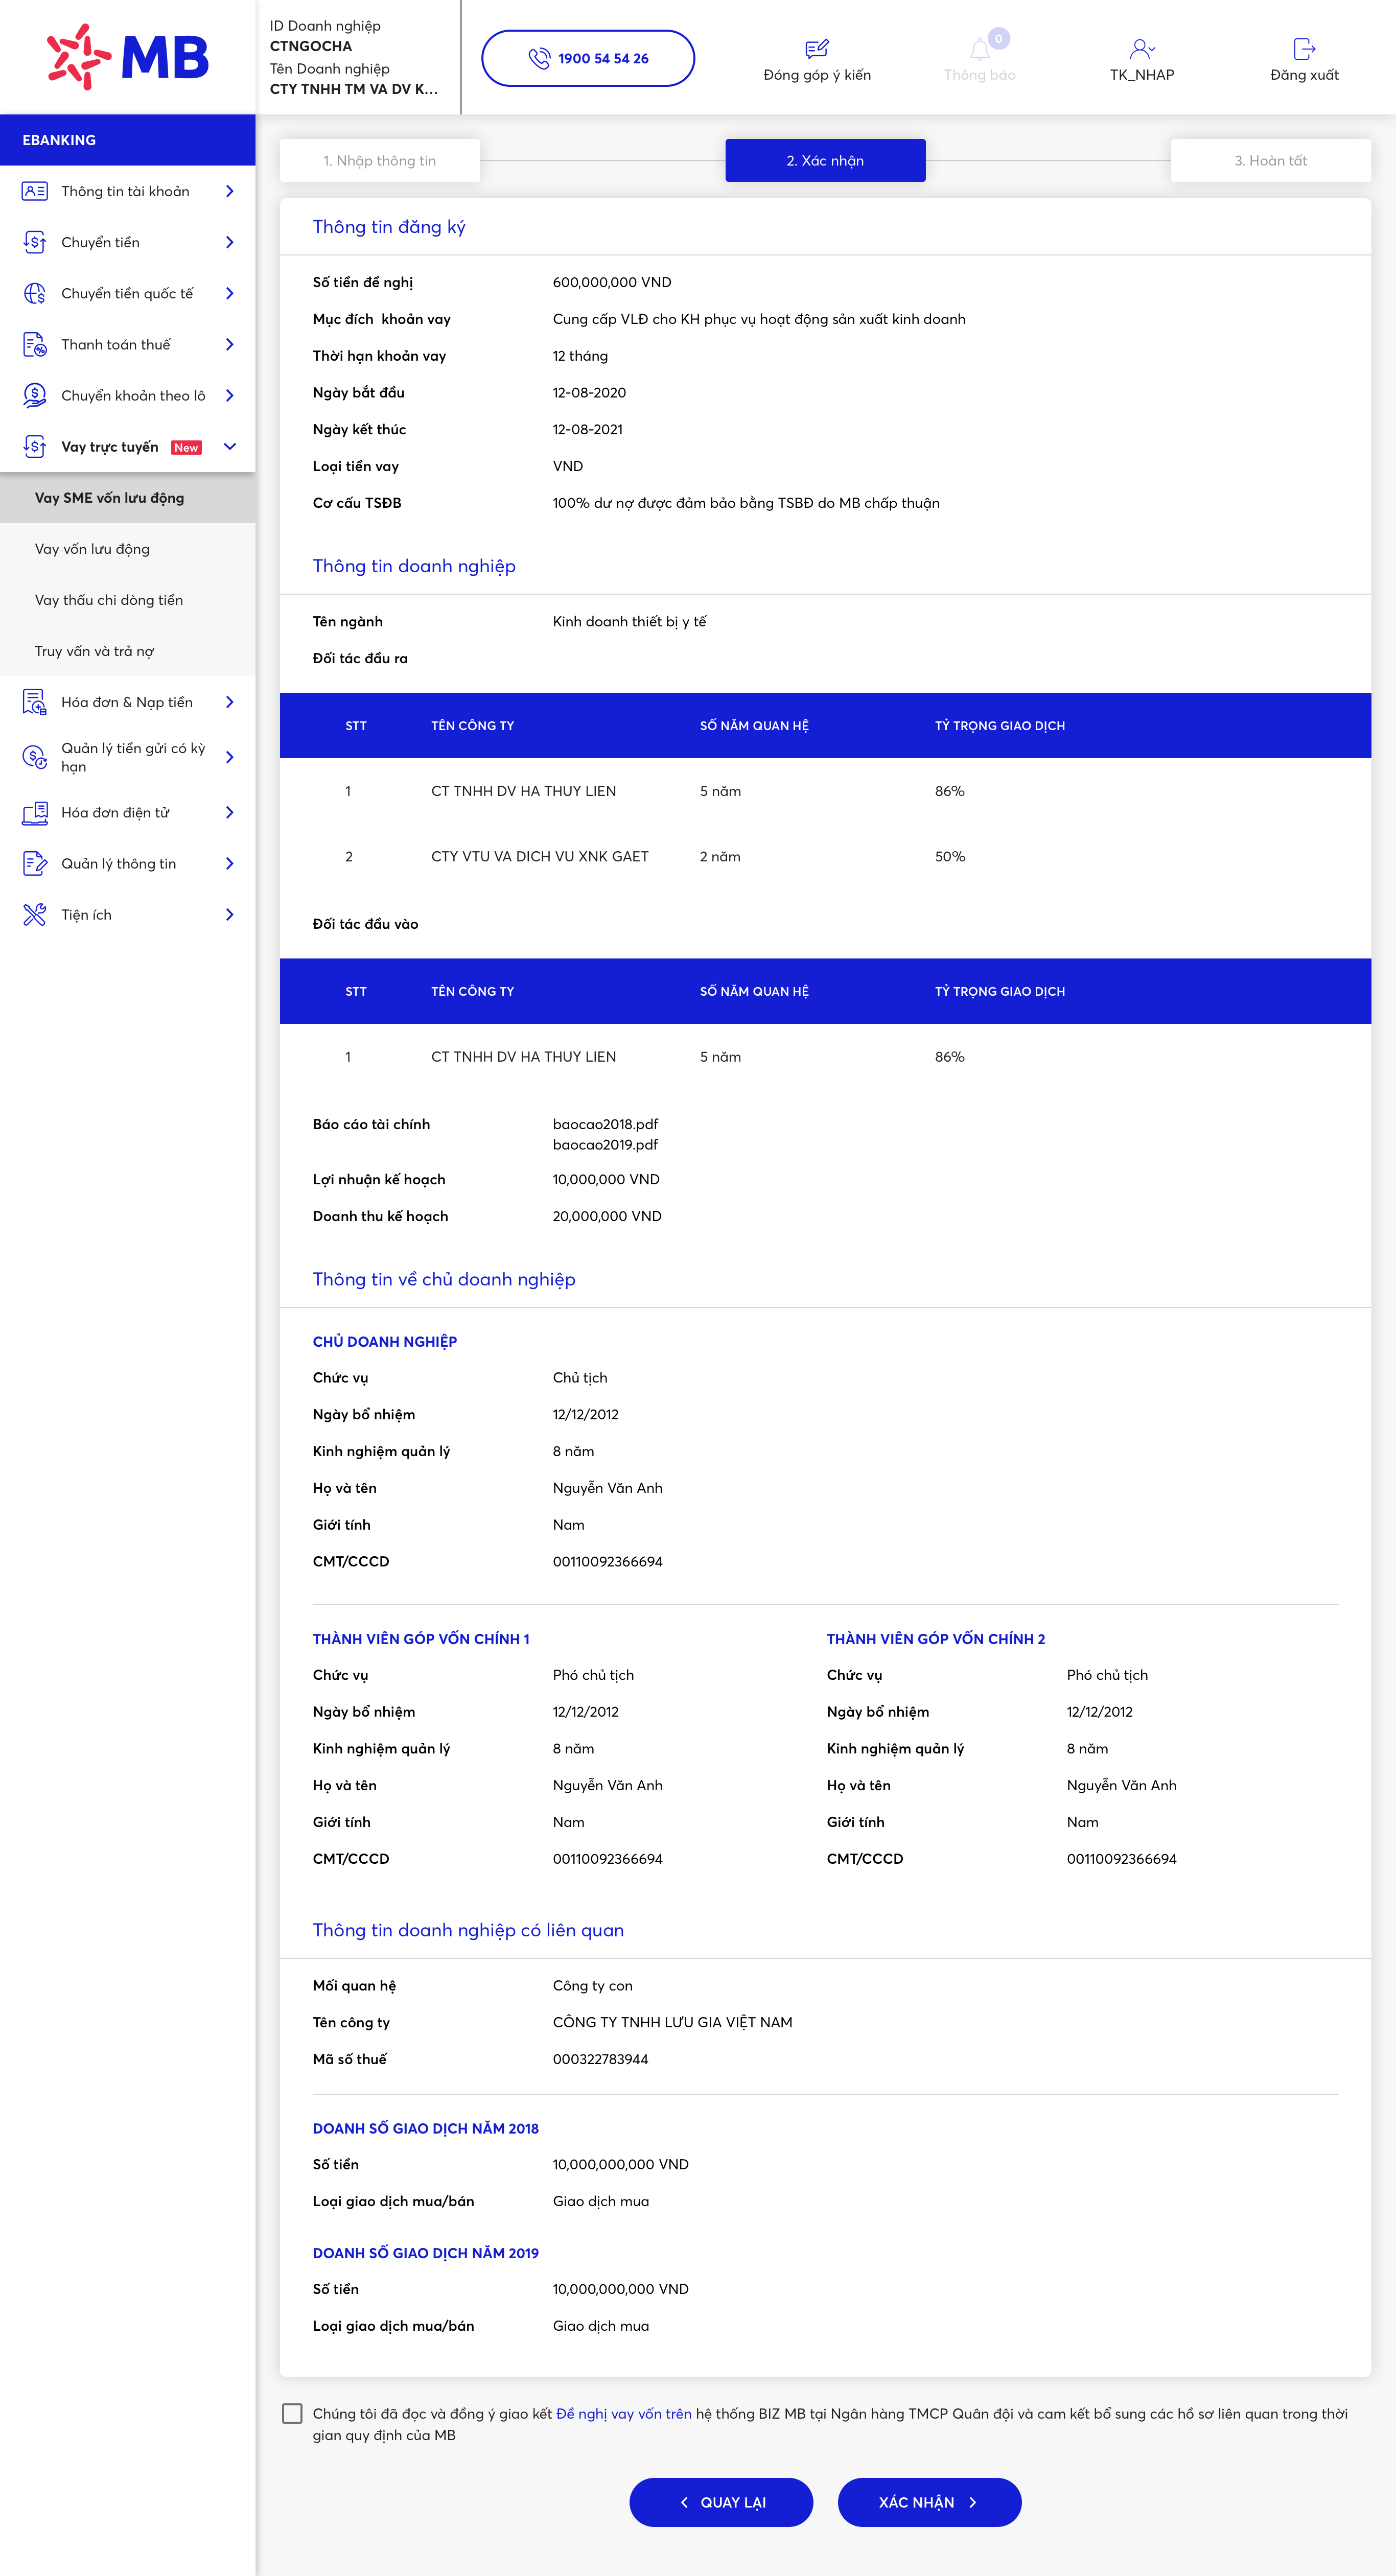 MB
ID Doanh nghiệp
CTNGOCHA
Tên Doanh nghiệp
CTY TNHH TM VA DV K...
1900 54 54 26
Đóng góp ý kiến
0
Thông báo
TK_NHAP
Đăng xuất
EBANKING
Thông tin tài khoản
Chuyển tiền
Chuyển tiền quốc tế
Thanh toán thuế
Chuyển khoản theo lô
Vay trực tuyến New
Vay SME vốn lưu động
Vay vốn lưu động
Vay thấu chi dòng tiền
Truy vấn và trả nợ
Hóa đơn & Nạp tiền
Quản lý tiền gửi có kỳ
hạn
Hóa đơn điện tử
Quản lý thông tin
Tiện ích
1. Nhập thông tin
2. Xác nhận
3. Hoàn tất
Thông tin đăng ký
Số tiền đề nghị 600,000,000 VND
Mục đích  khoản vay Cung cấp VLĐ cho KH phục vụ hoạt động sản xuất kinh doanh
Thời hạn khoản vay 12 tháng
Ngày bắt đầu 12-08-2020
Ngày kết thúc 12-08-2021
Loại tiền vay VND
Cơ cấu TSĐB 100% dư nợ được đảm bảo bằng TSBĐ do MB chấp thuận
Thông tin doanh nghiệp
Tên ngành Kinh doanh thiết bị y tế
Đối tác đầu ra
STT TÊN CÔNG TY SỐ NĂM QUAN HỆ TỶ TRỌNG GIAO DỊCH
1 CT TNHH DV HA THUY LIEN 5 năm 86%
2 CTY VTU VA DICH VU XNK GAET 2 năm 50%
Đối tác đầu vào
STT TÊN CÔNG TY SỐ NĂM QUAN HỆ TỶ TRỌNG GIAO DỊCH
1 CT TNHH DV HA THUY LIEN 5 năm 86%
Báo cáo tài chính baocao2018.pdf
baocao2019.pdf
Lợi nhuận kế hoạch 10,000,000 VND
Doanh thu kế hoạch 20,000,000 VND
Thông tin về chủ doanh nghiệp
CHỦ DOANH NGHIỆP
Chức vụ Chủ tịch
Ngày bổ nhiệm 12/12/2012
Kinh nghiệm quản lý 8 năm
Họ và tên Nguyễn Văn Anh
Giới tính Nam
CMT/CCCD 00110092366694
THÀNH VIÊN GÓP VỐN CHÍNH 1
Chức vụ Phó chủ tịch
Ngày bổ nhiệm 12/12/2012
Kinh nghiệm quản lý 8 năm
Họ và tên Nguyễn Văn Anh
Giới tính Nam
CMT/CCCD 00110092366694
THÀNH VIÊN GÓP VỐN CHÍNH 2
Chức vụ Phó chủ tịch
Ngày bổ nhiệm 12/12/2012
Kinh nghiệm quản lý 8 năm
Họ và tên Nguyễn Văn Anh
Giới tính Nam
CMT/CCCD 00110092366694
Thông tin doanh nghiệp có liên quan
Mối quan hệ Công ty con
Tên công ty CÔNG TY TNHH LƯU GIA VIỆT NAM
Mã số thuế 000322783944
DOANH SỐ GIAO DỊCH NĂM 2018
Số tiền 10,000,000,000 VND
Loại giao dịch mua/bán Giao dịch mua
DOANH SỐ GIAO DỊCH NĂM 2019
Số tiền 10,000,000,000 VND
Loại giao dịch mua/bán Giao dịch mua
Chúng tôi đã đọc và đồng ý giao kết Đề nghị vay vốn trên hệ thống BIZ MB tại Ngân hàng TMCP Quân đội và cam kết bổ sung các hồ sơ liên quan trong thời
gian quy định của MB
QUAY LẠI
XÁC NHẬN